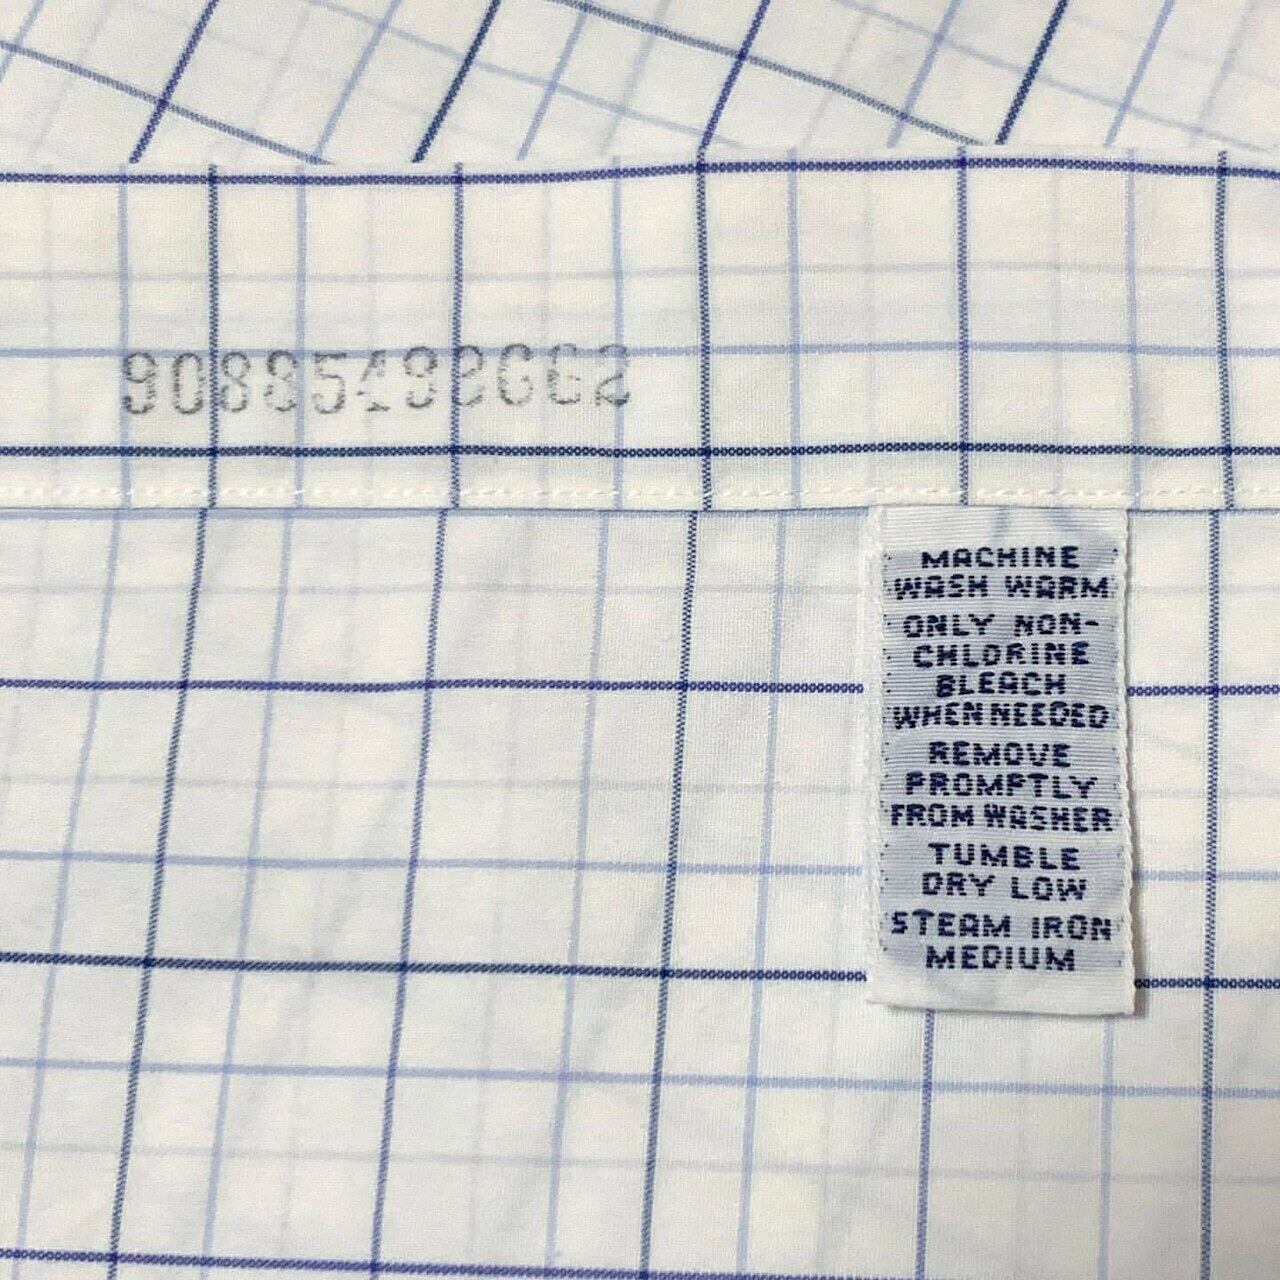 MACHINE
WASH WARM
ONLY NON-
CHLORINE
BLEACH
WHEN NEEDED
REMOVE
PROMPTLY
FROM WASHER
TUMBLE
DRY LOW
STEAM IRON
MEDIUM